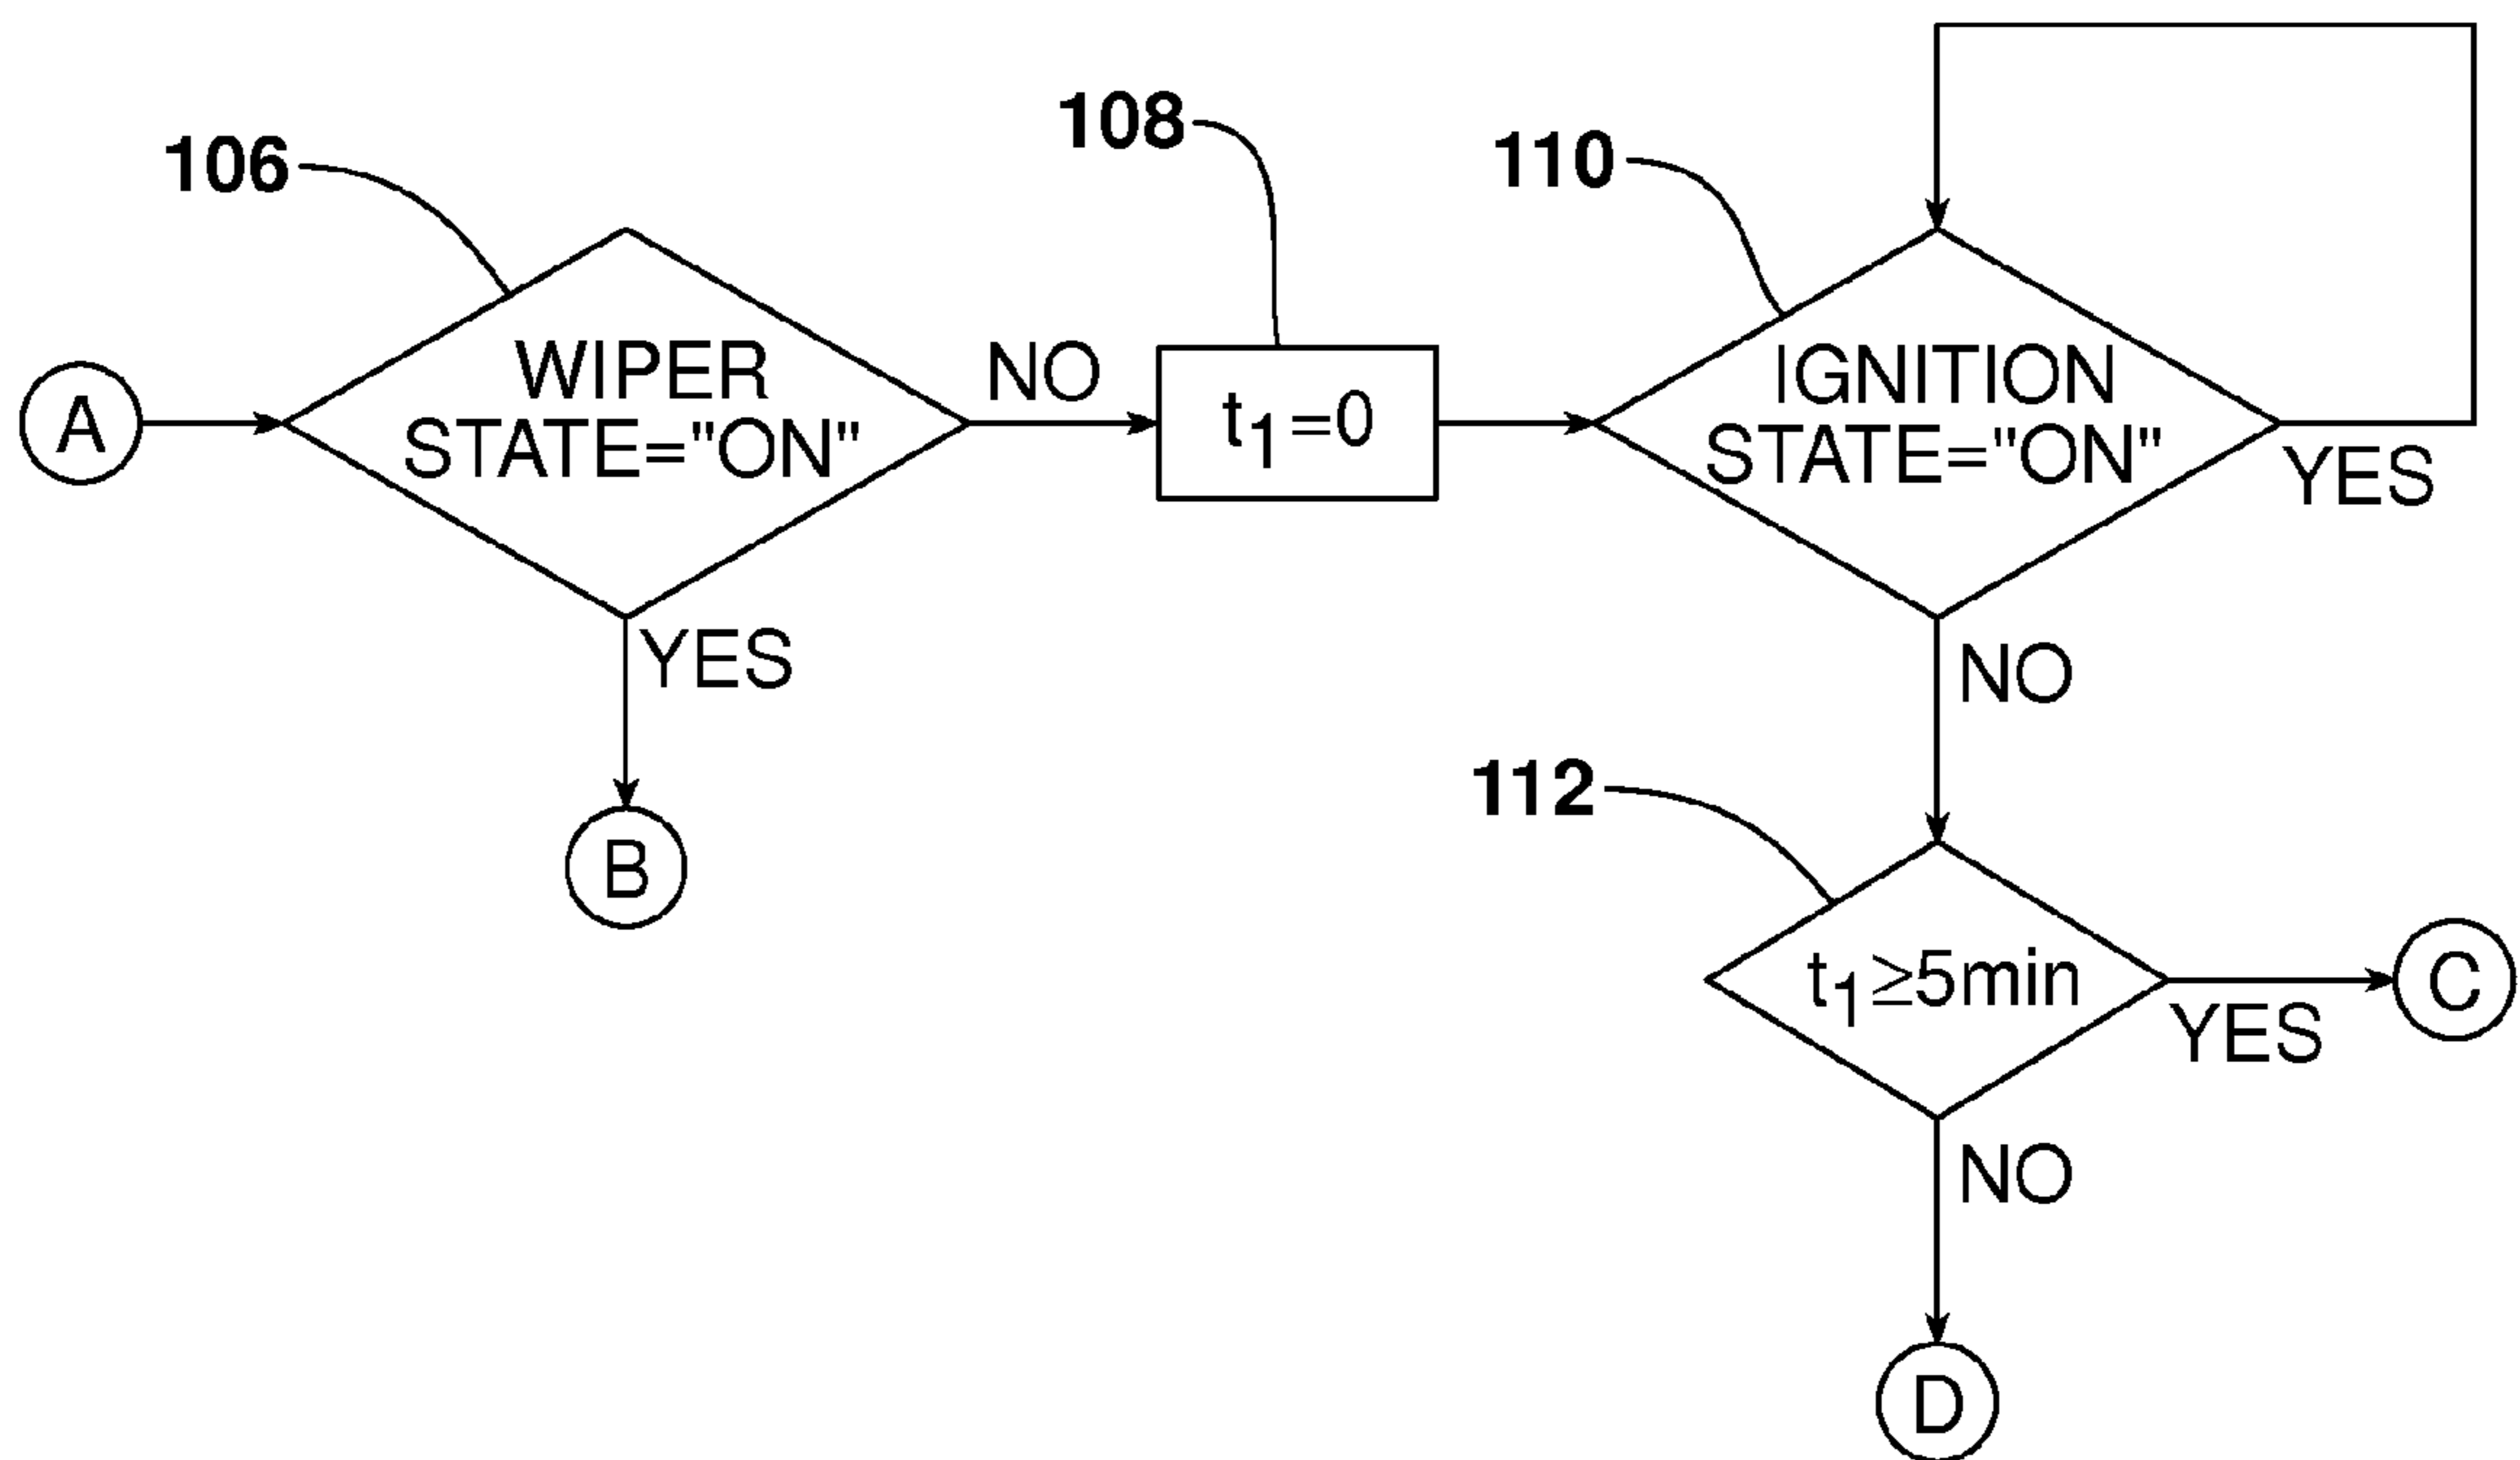 106
108
110
A
WIPER
STATE="ON"
NO
t1=0
IGNITION
STATE="ON"
YES
YES
NO
B
112
t1≥5min
YES
C
NO
D